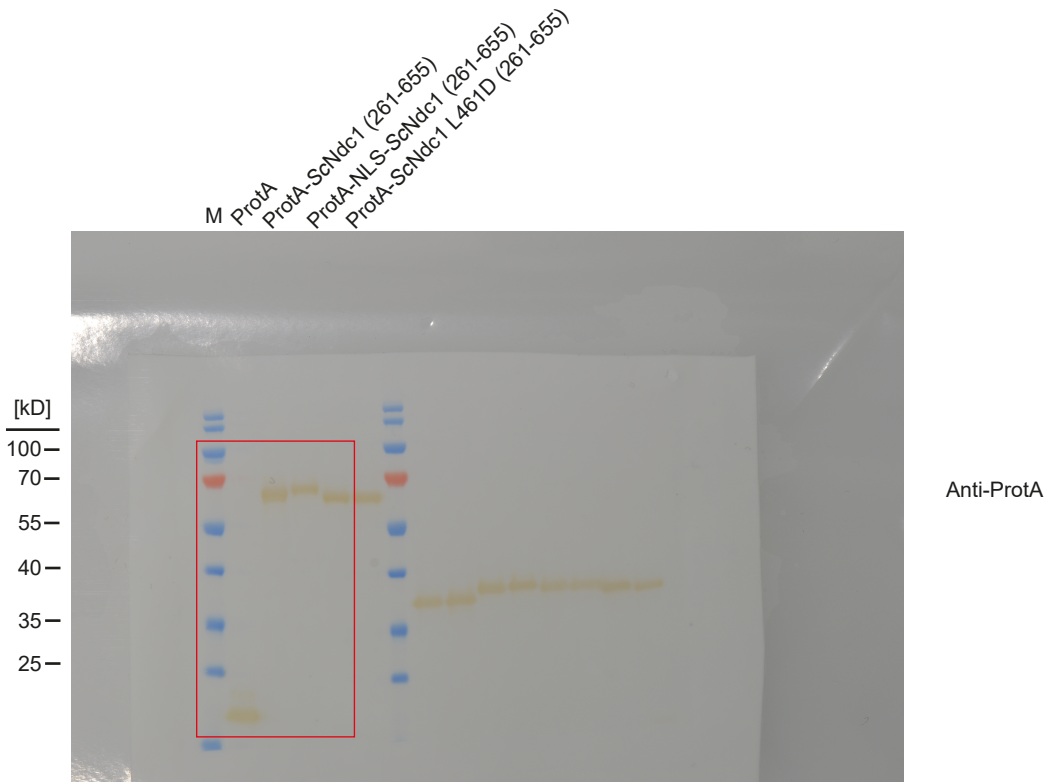 M
ProtA
ProtA-ScNdc1 (261-655)
ProtA-NLS-ScNdc1 (261-655)
ProtA-ScNdc1 L461D (261-655)
[kD]
100
70
55
40
35
25
Anti-ProtA